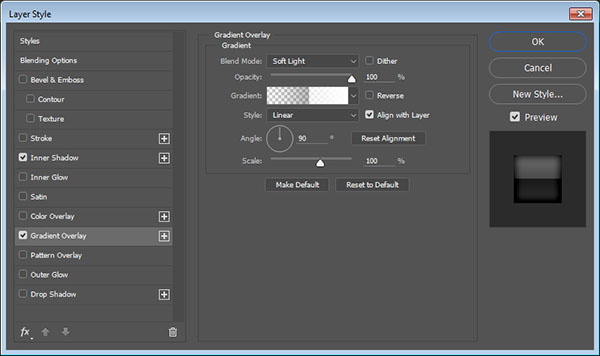 Layer Style
Styles
Blending Options
Bevel & Emboss
Contour
Texture
Stroke
Inner Shadow
Inner Glow
Satin
Color Overlay
Gradient Overlay
Pattern Overlay
Outer Glow
Drop Shadow
fx
Gradient Overlay
Gradient
Blend Mode: Soft Light Dither
Opacity: 100 %
Gradient: Reverse
Style: Linear Align with Layer
Angle: 90 ° Reset Alignment
Scale: 100 %
Make Default Reset to Default
OK
Cancel
New Style...
Preview